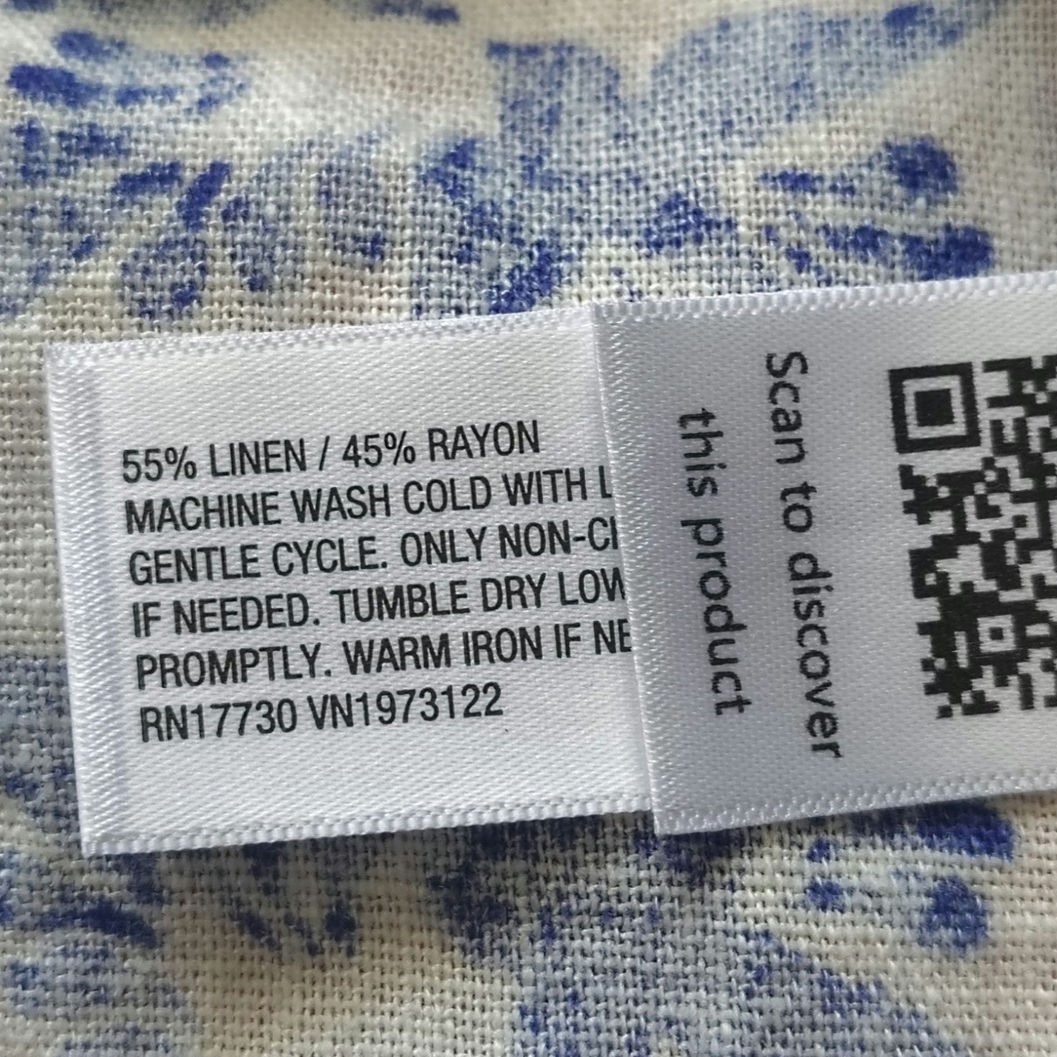 55% LINEN / 45% RAYON
MACHINE WASH COLD WITH L
GENTLE CYCLE. ONLY NON-C
IF NEEDED. TUMBLE DRY LOW
PROMPTLY. WARM IRON IF NE
RN17730 VN1973122
Scan to discover
this product